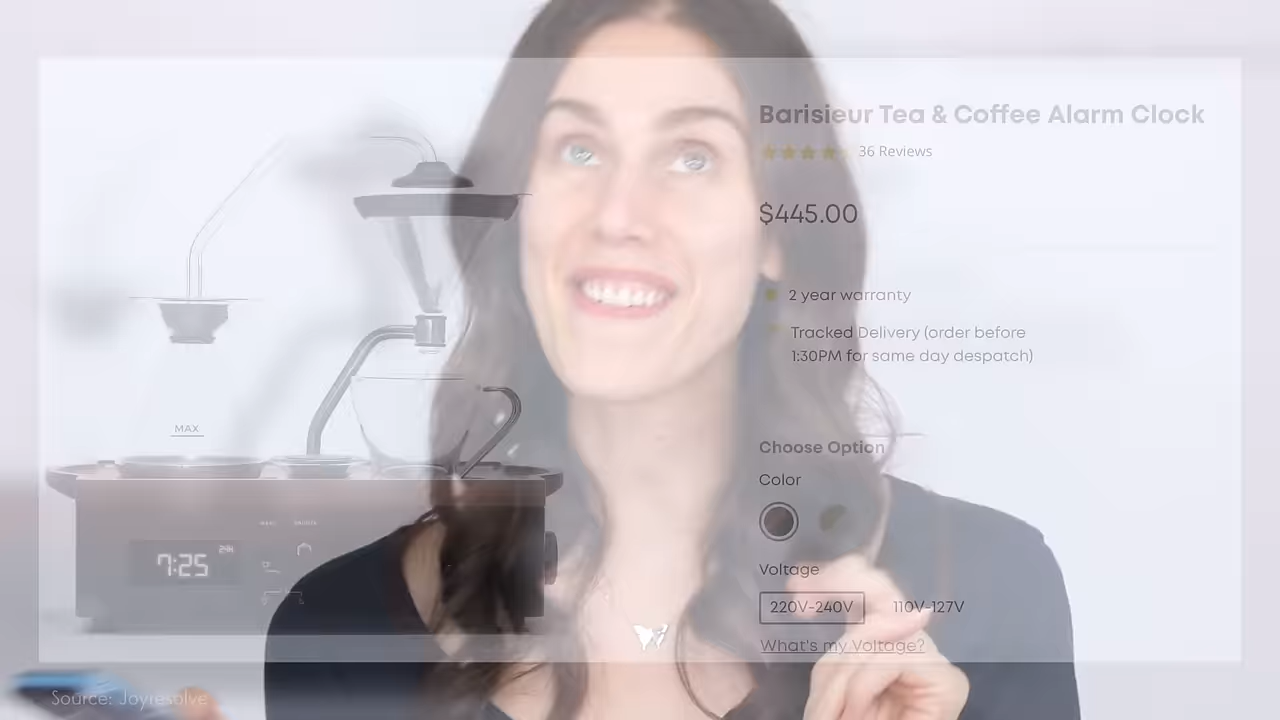 Barisieur Tea & Coffee Alarm Clock
36 Reviews
$445.00
2 year warranty
Tracked Delivery (order before
1:30PM for same day despatch)
MAX
Choose Option
Color
7:25
Voltage
220V-240V 110V-127V
What's my Voltage?
Source: Joyresolve